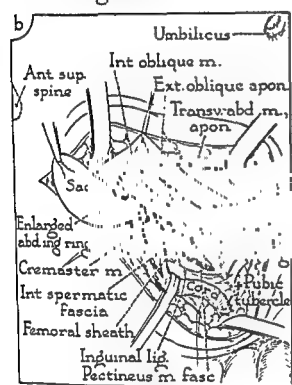 b
Umbilicus
Int oblique m.
Ant sup.
spine
Ext. oblique apon.
Transv. abd m.,
apon.
Sac
Enlarged
abd. ing ring
Cremaster m
Int spermatic
fascia
Femoral sheath
Cord
Pubic
tubercle
Inguinal lig.
Pectineus m. fasc